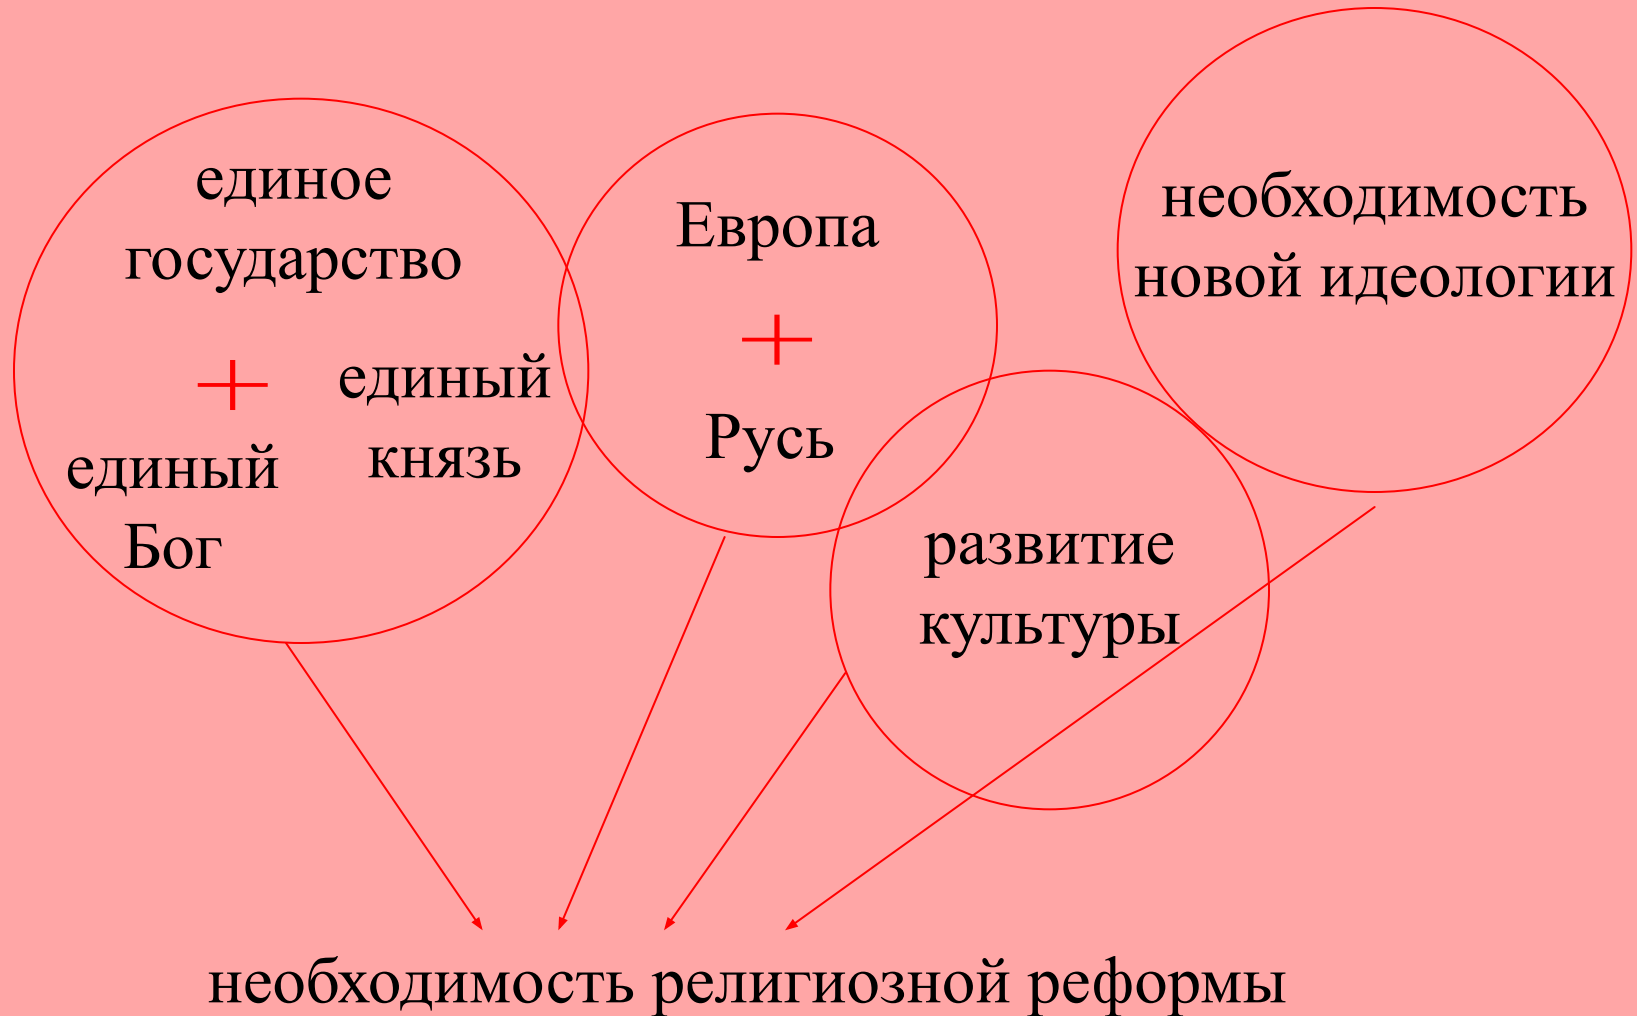 единое
государство
+
единый
князь
единый
Бог
Европа
+
Русь
развитие
культуры
необходимость
новой идеологии
необходимость религиозной реформы